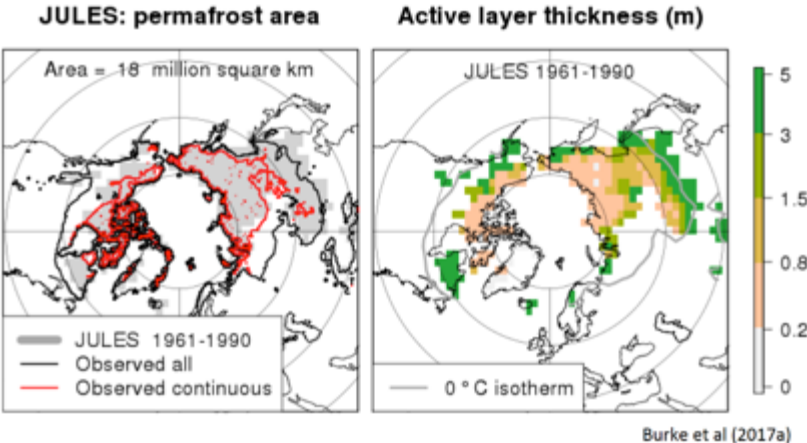 JULES: permafrost area
Area = 18 million square km
JULES 1961-1990
Observed all
Observed continuous
Active layer thickness (m)
JULES 1961-1990
0 °C isotherm
5
3
1.5
0.8
0.2
0
Burke et al (2017a)